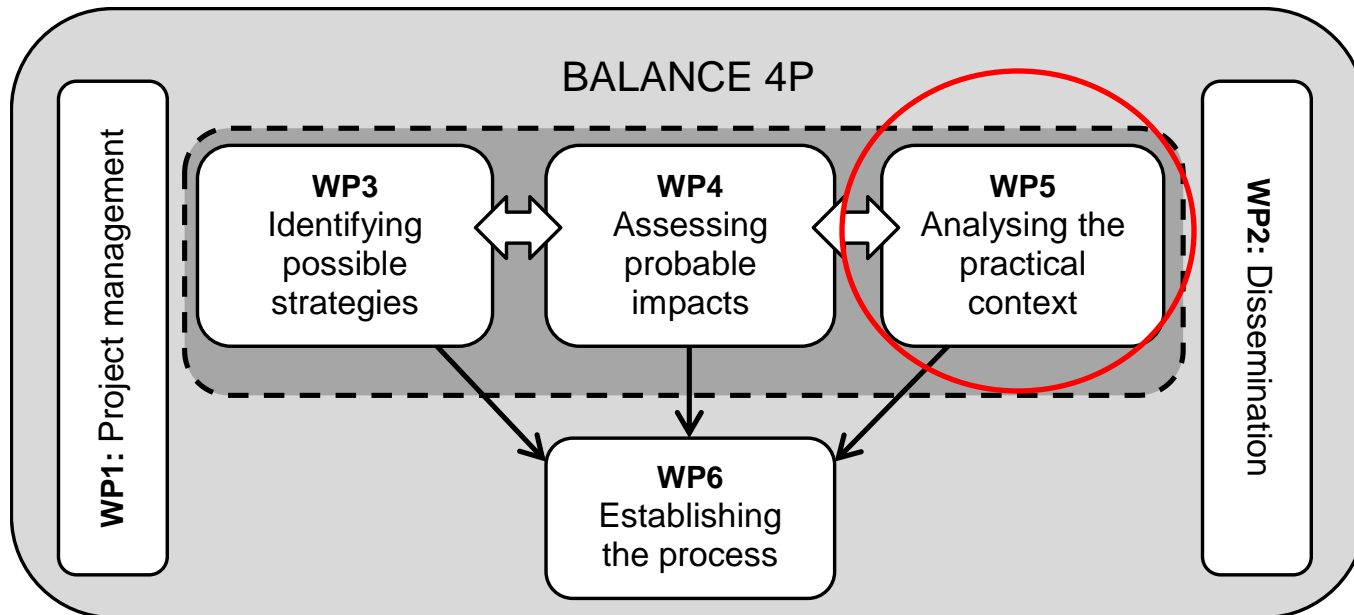 BALANCE 4P
WP1: Project management
WP3
Identifying
possible
strategies
WP4
Assessing
probable
impacts
WP5
Analysing the
practical
context
WP2: Dissemination
WP6
Establishing
the process